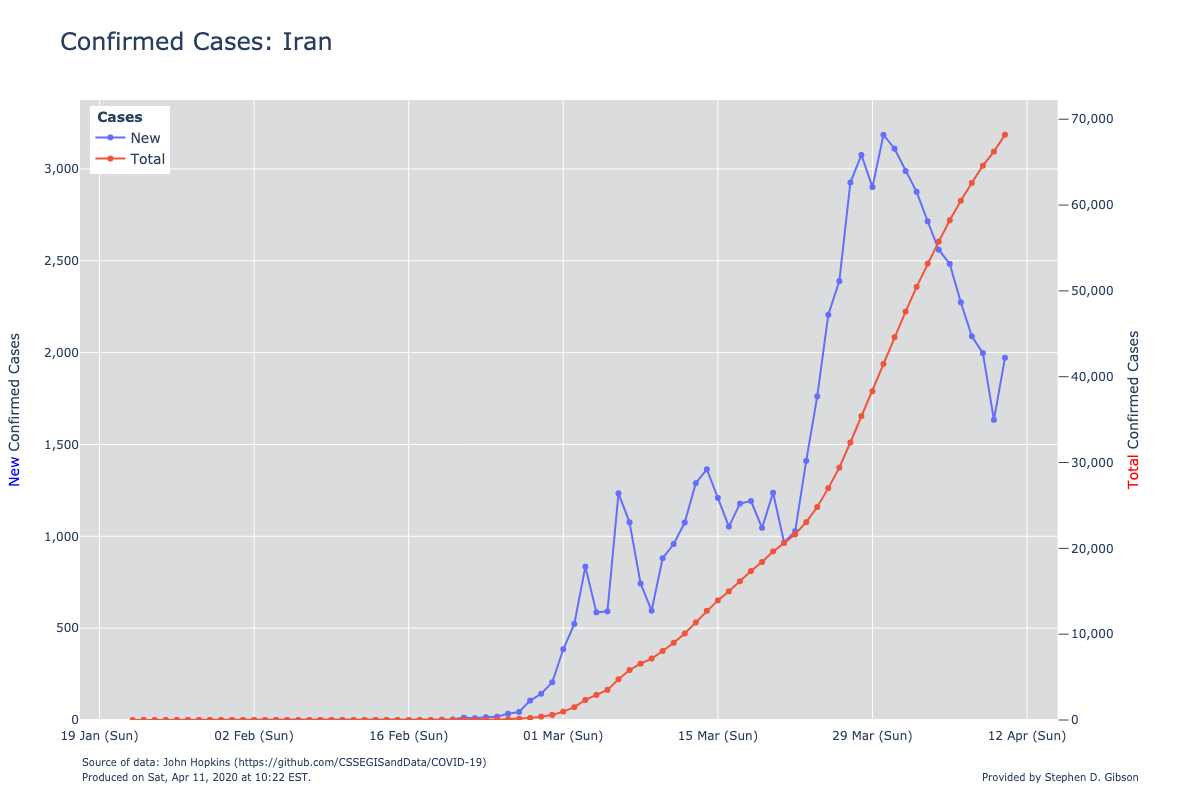 Confirmed Cases: Iran
Cases
New
Total
3,000
2,500
2,000
1,500
1,000
500
0
New Confirmed Cases
70,000
60,000
50,000
40,000
30,000
20,000
10,000
0
Total Confirmed Cases
19 Jan (Sun) 02 Feb (Sun) 16 Feb (Sun) 01 Mar (Sun) 15 Mar (Sun) 29 Mar (Sun) 12 Apr (Sun)
Source of data: John Hopkins (https://github.com/CSSEGISandData/COVID-19)
Produced on Sat, Apr 11, 2020 at 10:22 EST.
Provided by Stephen D. Gibson